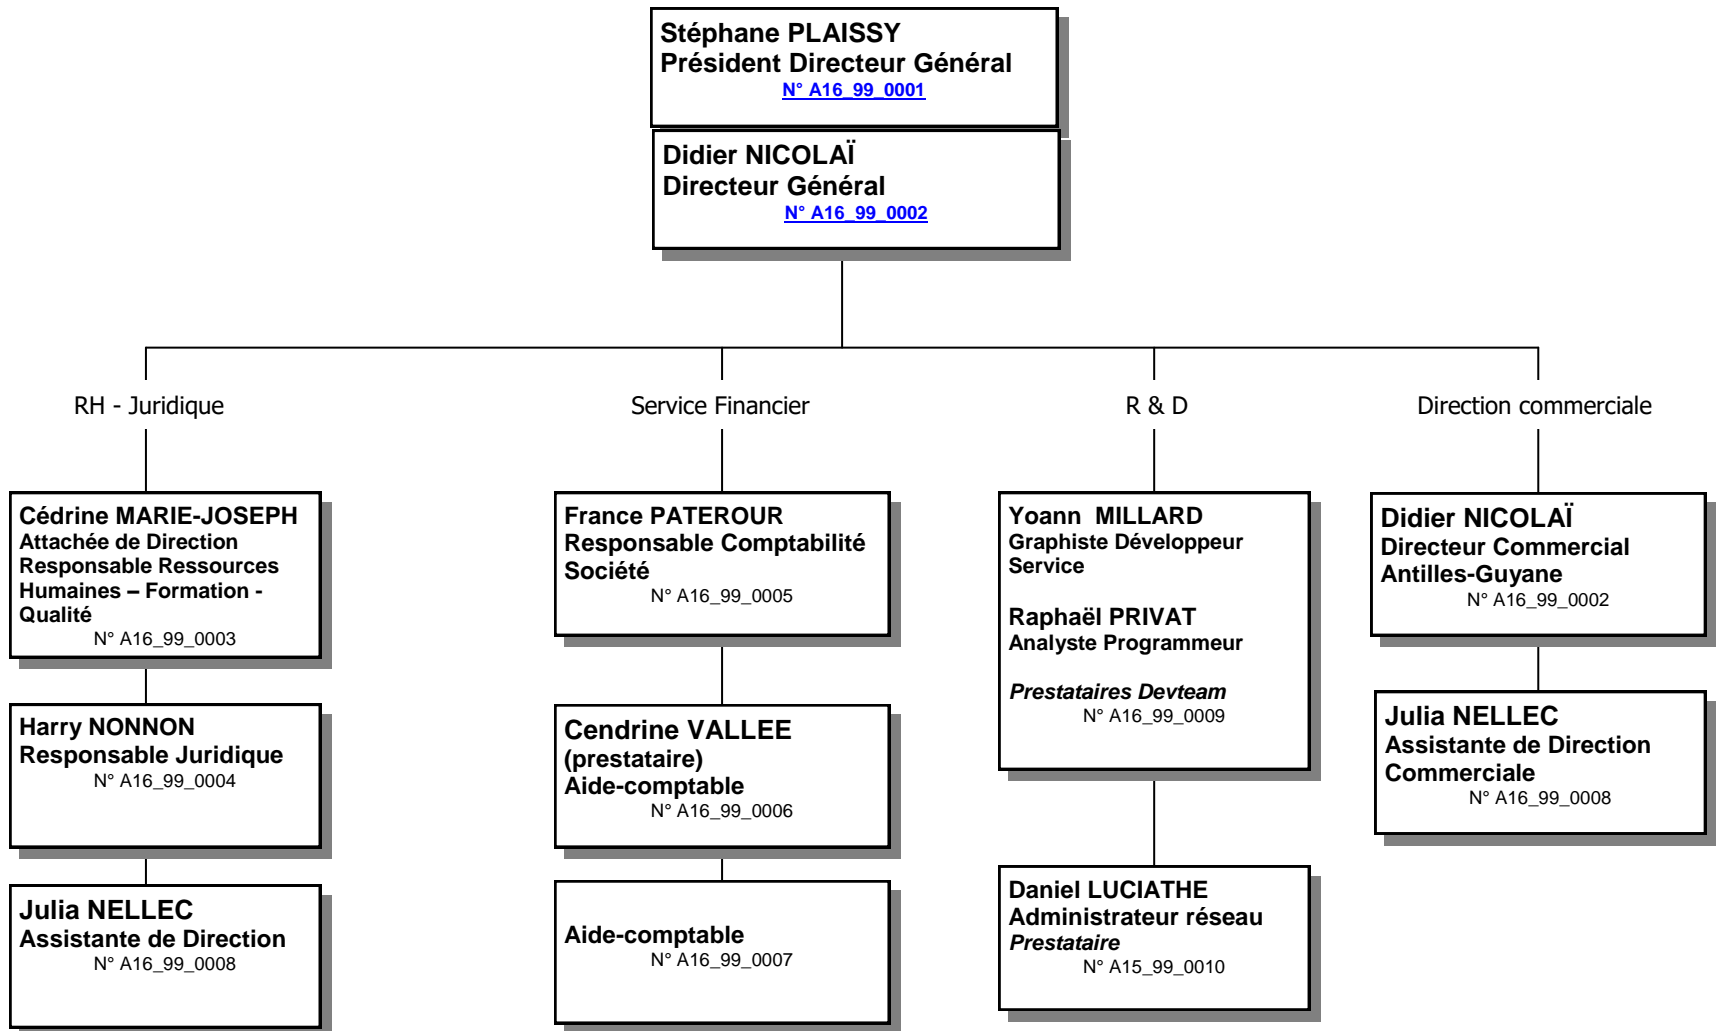 Stéphane PLAISSY
Président Directeur Général
N° A16_99_0001
Didier NICOLAÏ
Directeur Général
N° A16_99_0002
RH - Juridique
Service Financier
R & D
Direction commerciale
Cédrine MARIE-JOSEPH
Attachée de Direction
Responsable Ressources
Humaines – Formation -
Qualité
N° A16_99_0003
Harry NONNON
Responsable Juridique
N° A16_99_0004
Julia NELLEC
Assistante de Direction
N° A16_99_0008
France PATEROUR
Responsable Comptabilité
Société
N° A16_99_0005
Cendrine VALLEE
(prestataire)
Aide-comptable
N° A16_99_0006
Aide-comptable
N° A16_99_0007
Yoann MILLARD
Graphiste Développeur
Service
Raphaël PRIVAT
Analyste Programmeur
Prestataires Devteam
N° A16_99_0009
Daniel LUCIATHE
Administrateur réseau
Prestataire
N° A15_99_0010
Didier NICOLAÏ
Directeur Commercial
Antilles-Guyane
N° A16_99_0002
Julia NELLEC
Assistante de Direction
Commerciale
N° A16_99_0008